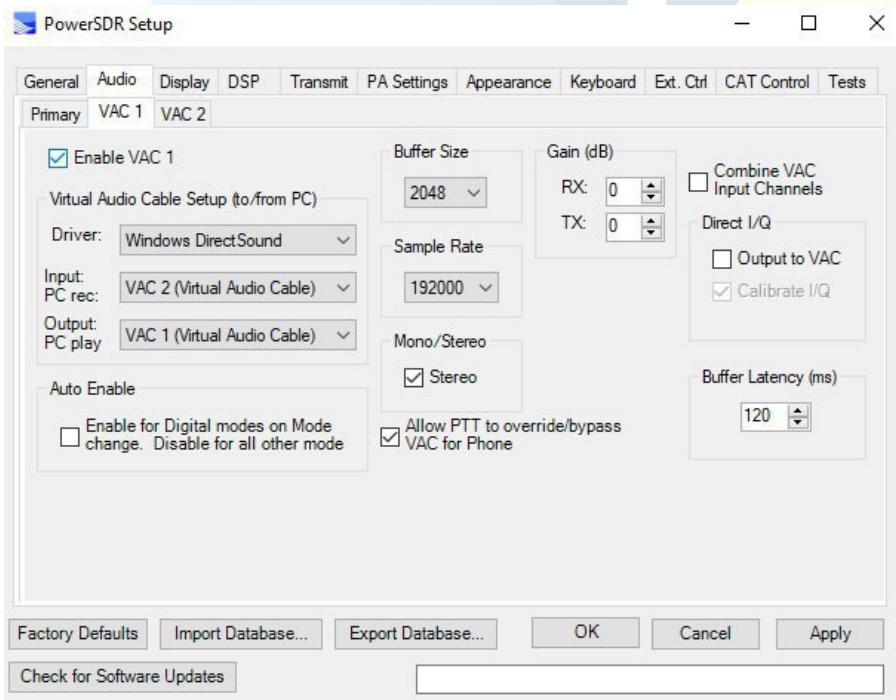 PowerSDR Setup
General Audio Display DSP Transmit PA Settings Appearance Keyboard Ext. Ctrl CAT Control Tests
Primary VAC 1 VAC 2
Enable VAC 1
Virtual Audio Cable Setup (to/from PC)
Driver: Windows DirectSound
Input:
PC rec: VAC 2 (Virtual Audio Cable)
Output:
PC play VAC 1 (Virtual Audio Cable)
Auto Enable
Enable for Digital modes on Mode
change. Disable for all other mode
Buffer Size
2048
Sample Rate
192000
Mono/Stereo
Stereo
Allow PTT to override/bypass
VAC for Phone
Gain (dB)
RX: 0
TX: 0
Combine VAC
Input Channels
Direct I/Q
Output to VAC
Calibrate I/Q
Buffer Latency (ms)
120
Factory Defaults Import Database... Export Database... OK Cancel Apply
Check for Software Updates